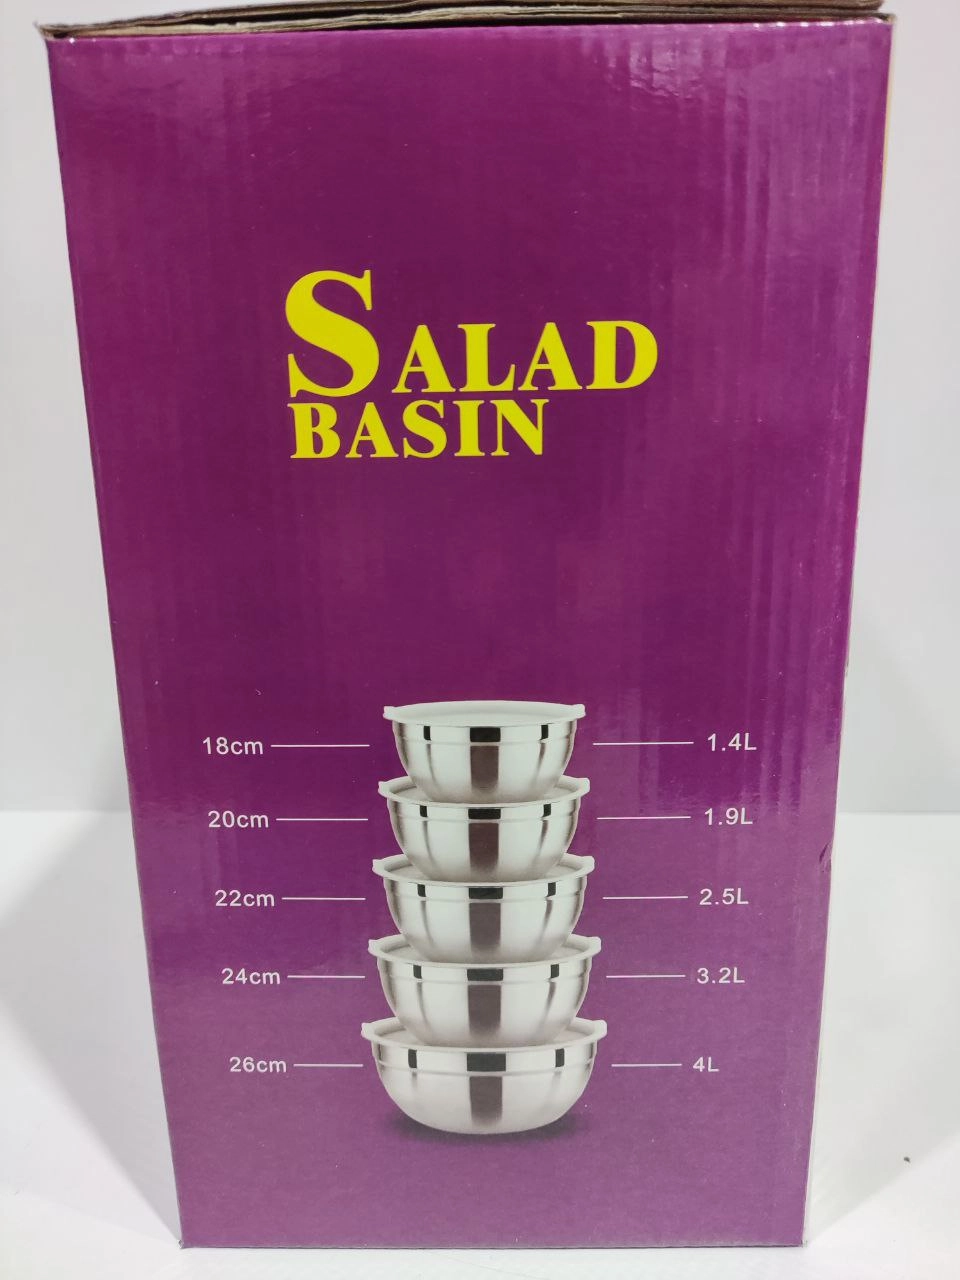 SALAD
BASIN
18cm 1.4L
20cm 1.9L
22cm 2.5L
24cm 3.2L
26cm 4L